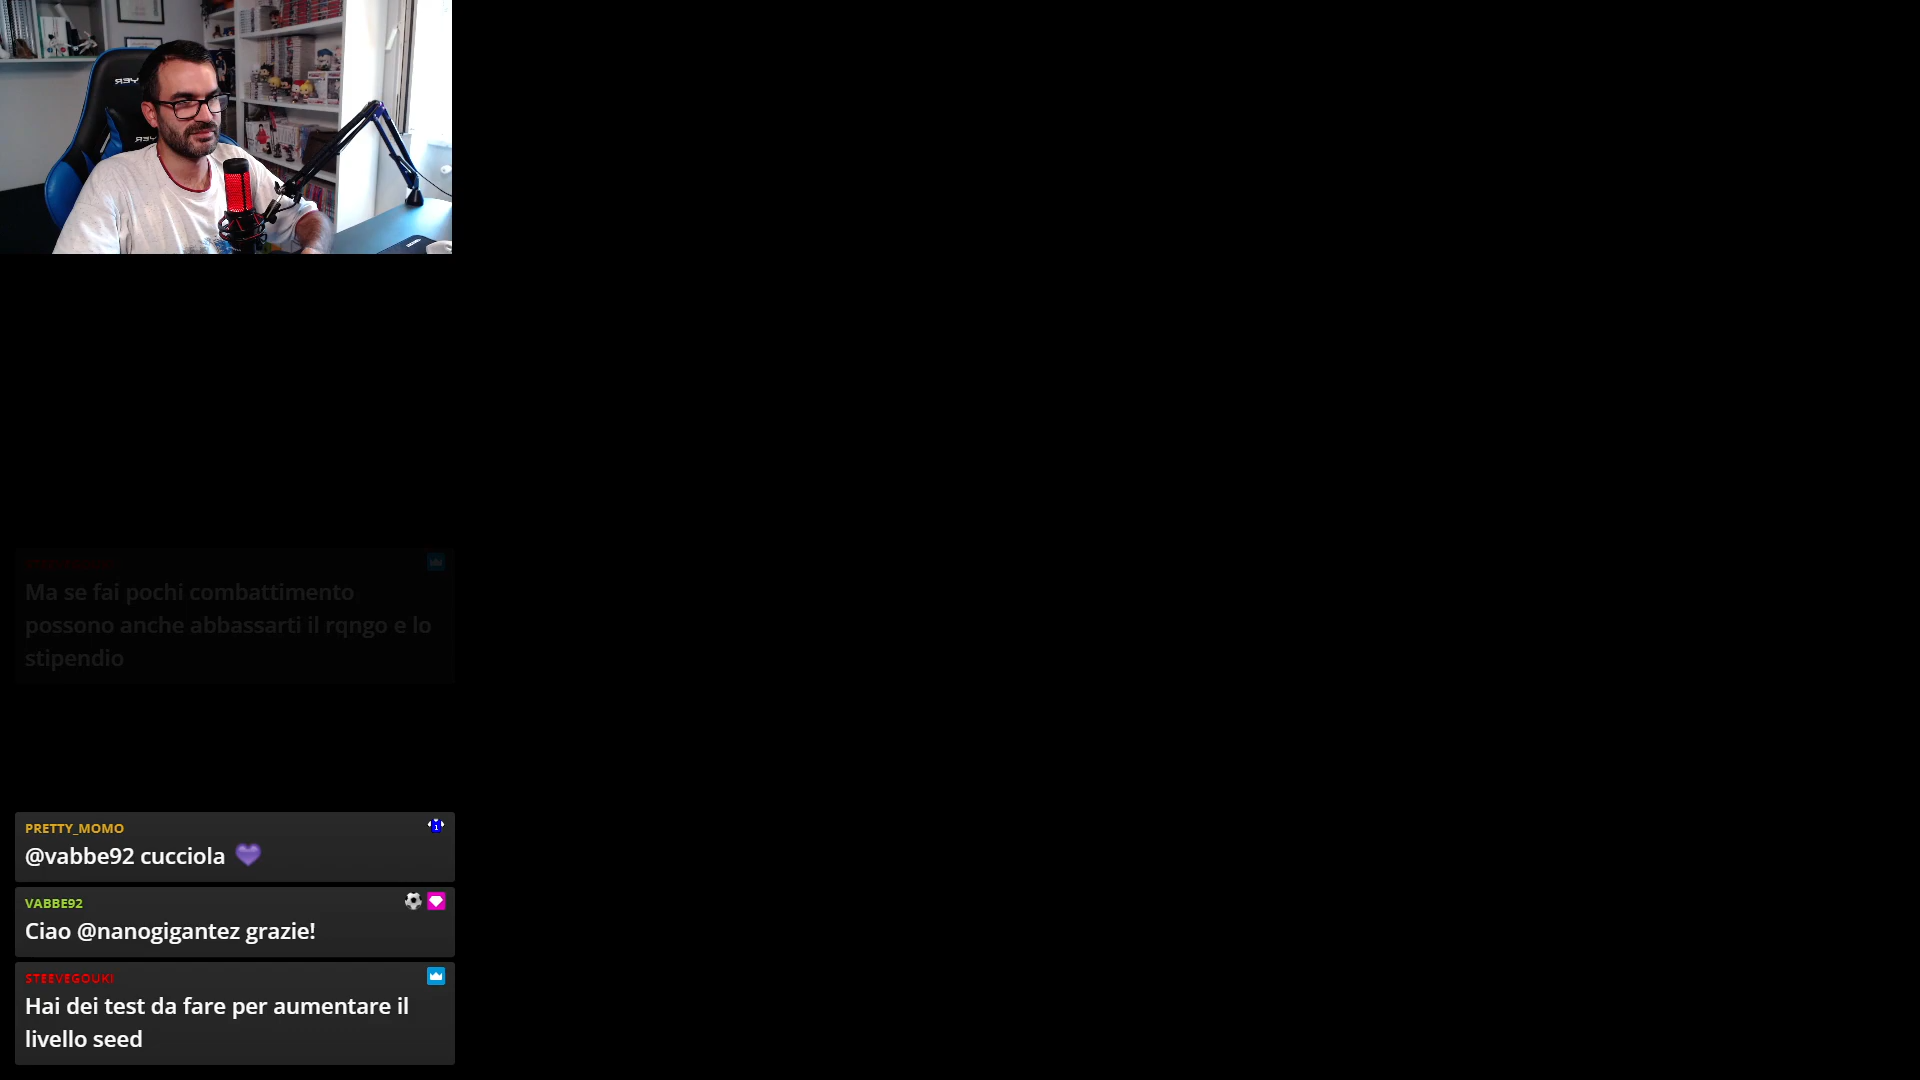 Ma se fai pochi combattimento
possono anche abbassarti il rqngo e lo
stipendio
PRETTY_MOMO
@vabbe92 cucciola
VABBE92
Ciao @nanogigantez grazie!
STEEVEGOUKI
Hai dei test da fare per aumentare il
livello seed